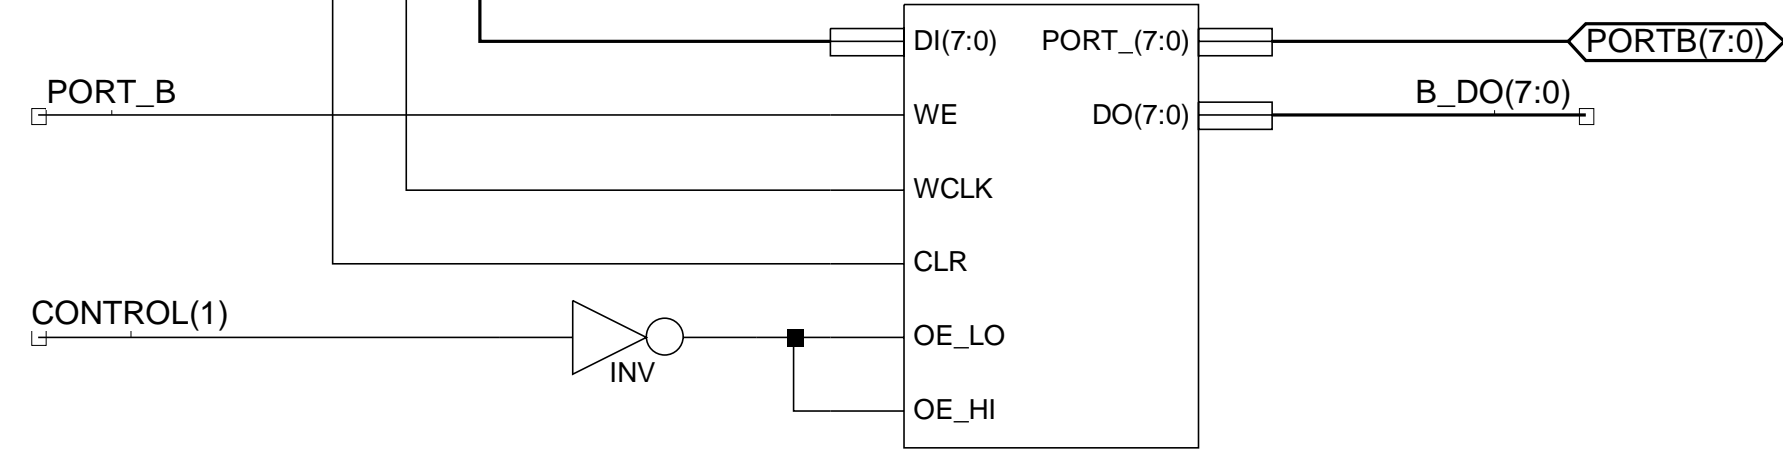 DI(7:0) PORT_(7:0) PORTB(7:0)
PORT_B B_DO(7:0)
WE DO(7:0)
WCLK
CLR
CONTROL(1)
OE_LO
INV
OE_HI